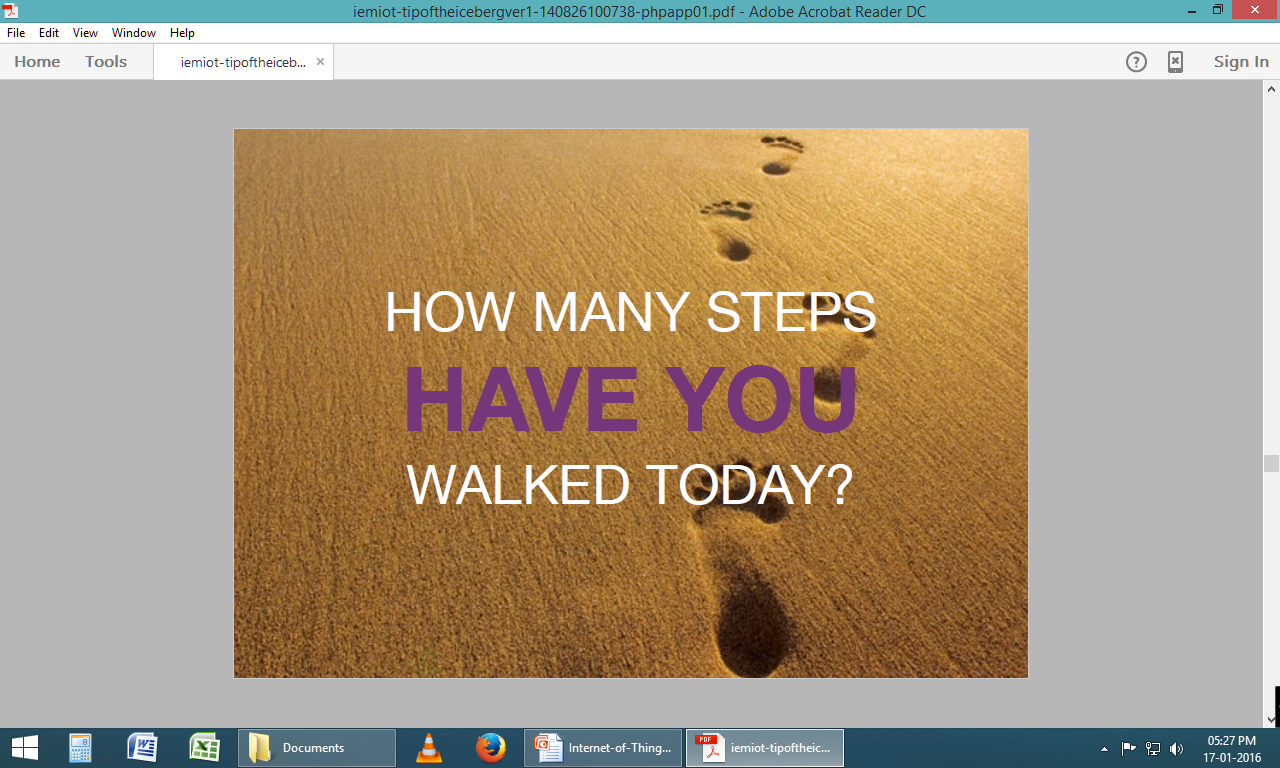 iemiot-tipoftheicebergver1-140826100738-phpapp01.pdf - Adobe Acrobat Reader DC
File Edit View Window Help
Home Tools iemiot-tipoftheiceb... × ? Sign In
HOW MANY STEPS
HAVE YOU
WALKED TODAY?
Documents Internet-of-Thing... PDF iemiot-tipoftheic... 05:27 PM
17-01-2016